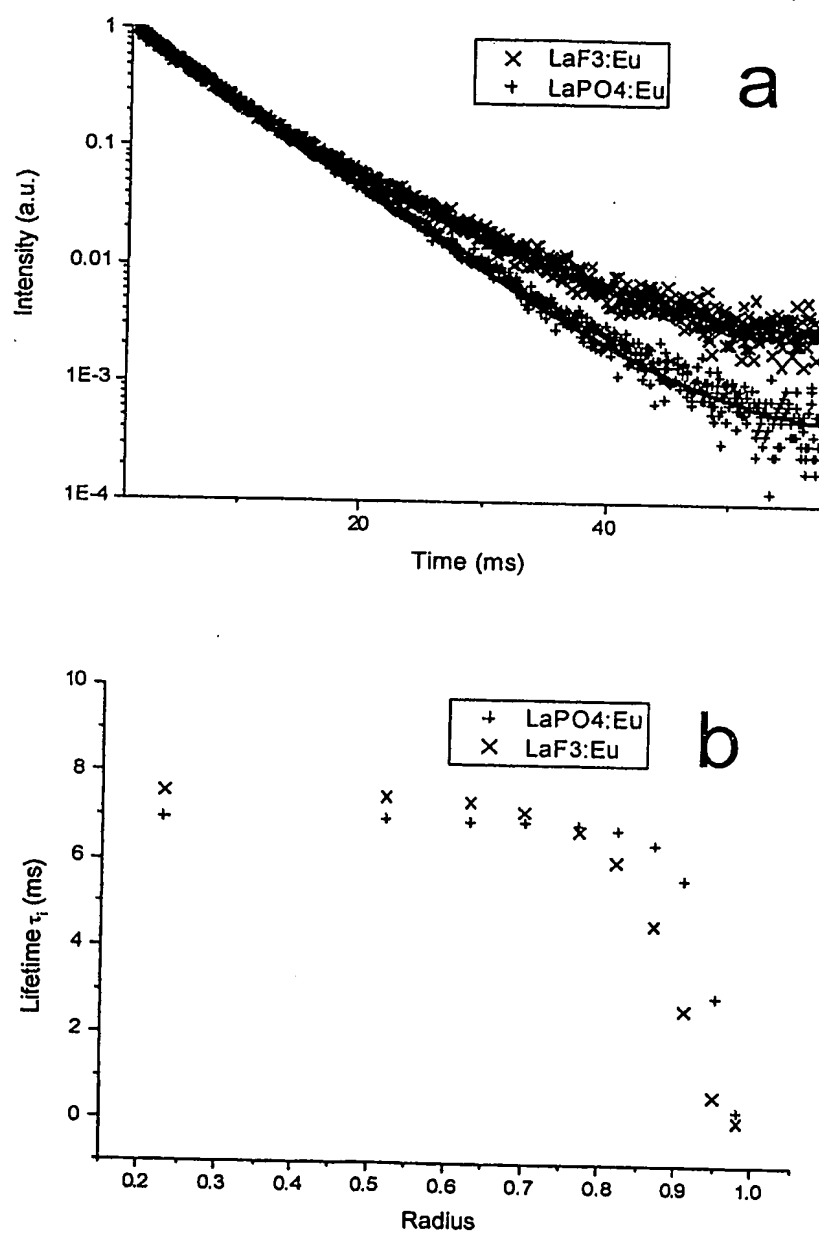 a
LaF3:Eu
LaPO4:Eu
1
0.1
0.01
1E-3
1E-4
Intensity (a.u.)
20
40
Time (ms)
b
LaPO4:Eu
LaF3:Eu
10
8
6
4
2
0
Lifetime τi (ms)
0.2
0.3
0.4
0.5
0.6
0.7
0.8
0.9
1.0
Radius